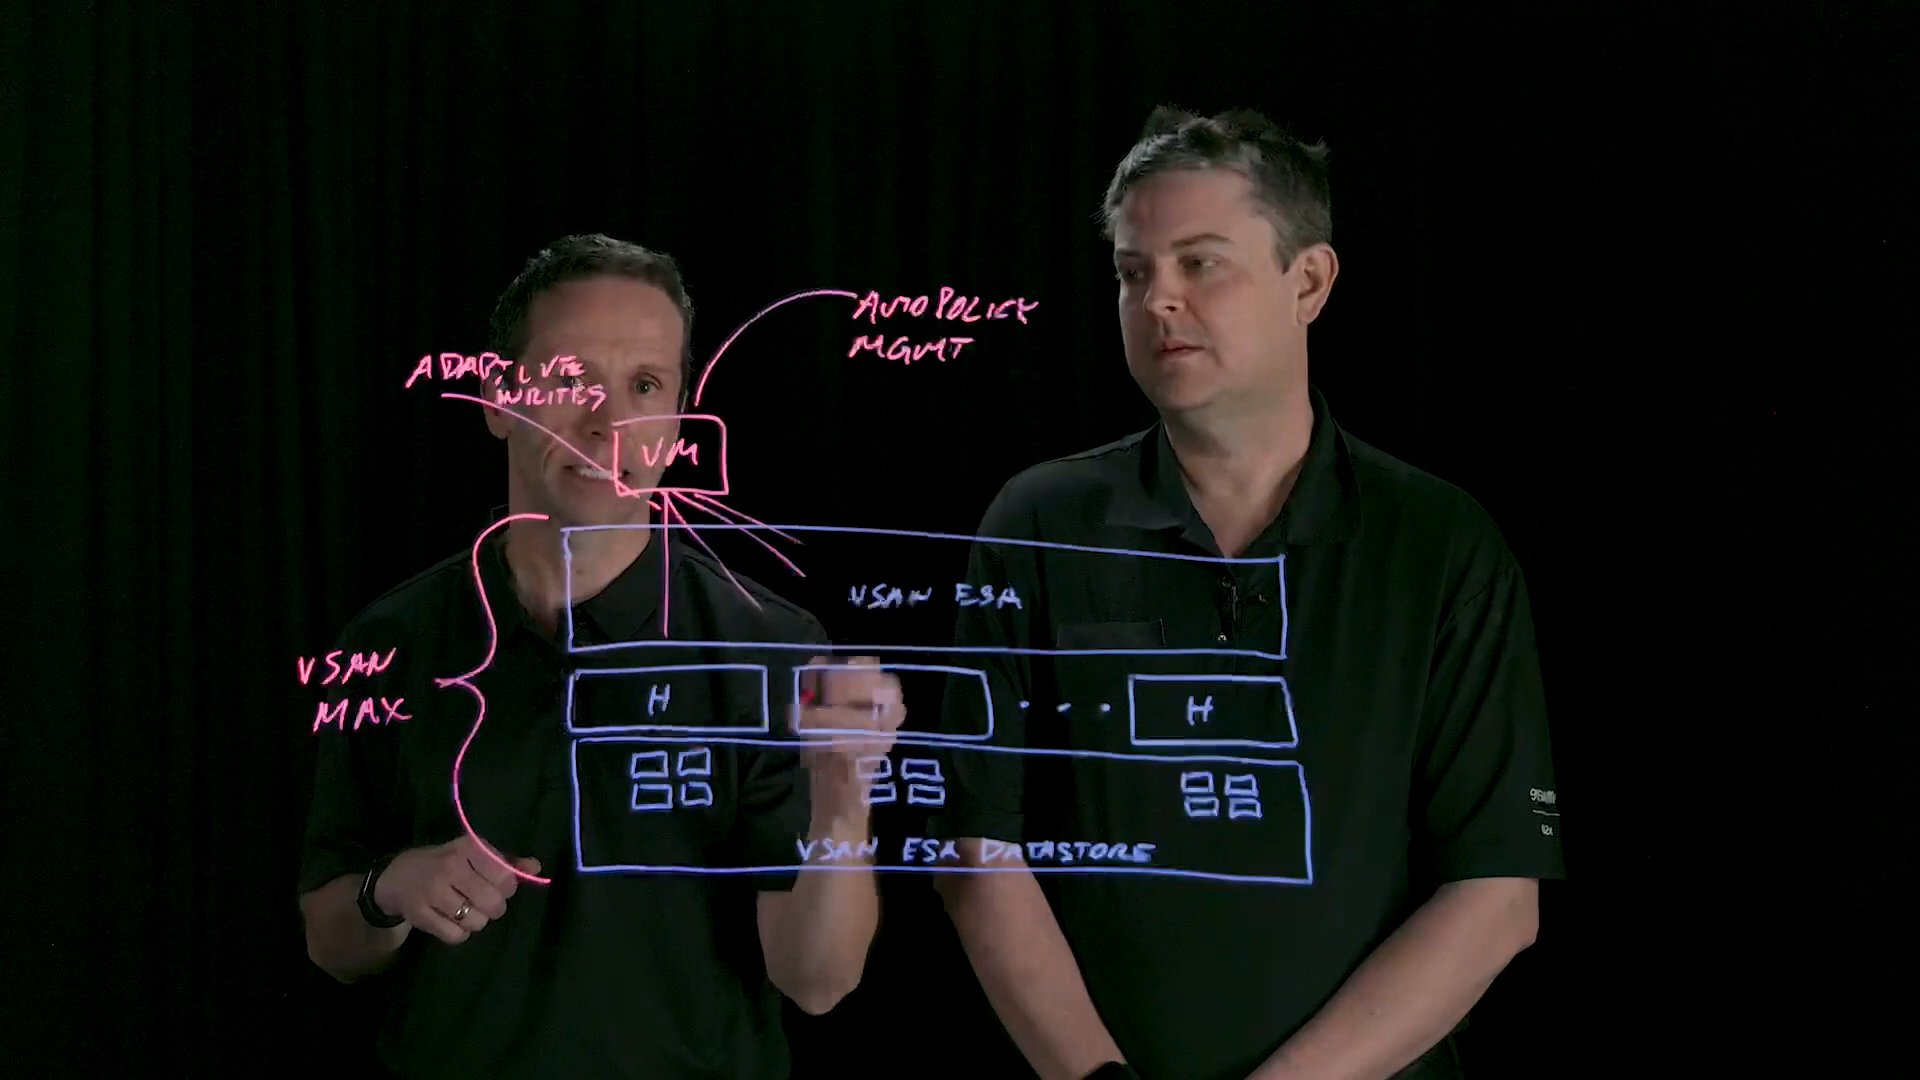 AUTO POLICY
MGMT
ADAPTIVE
WRITES
VM
VSAN ESA
VSAN
MAX
H
H
VSAN ESA DATASTORE